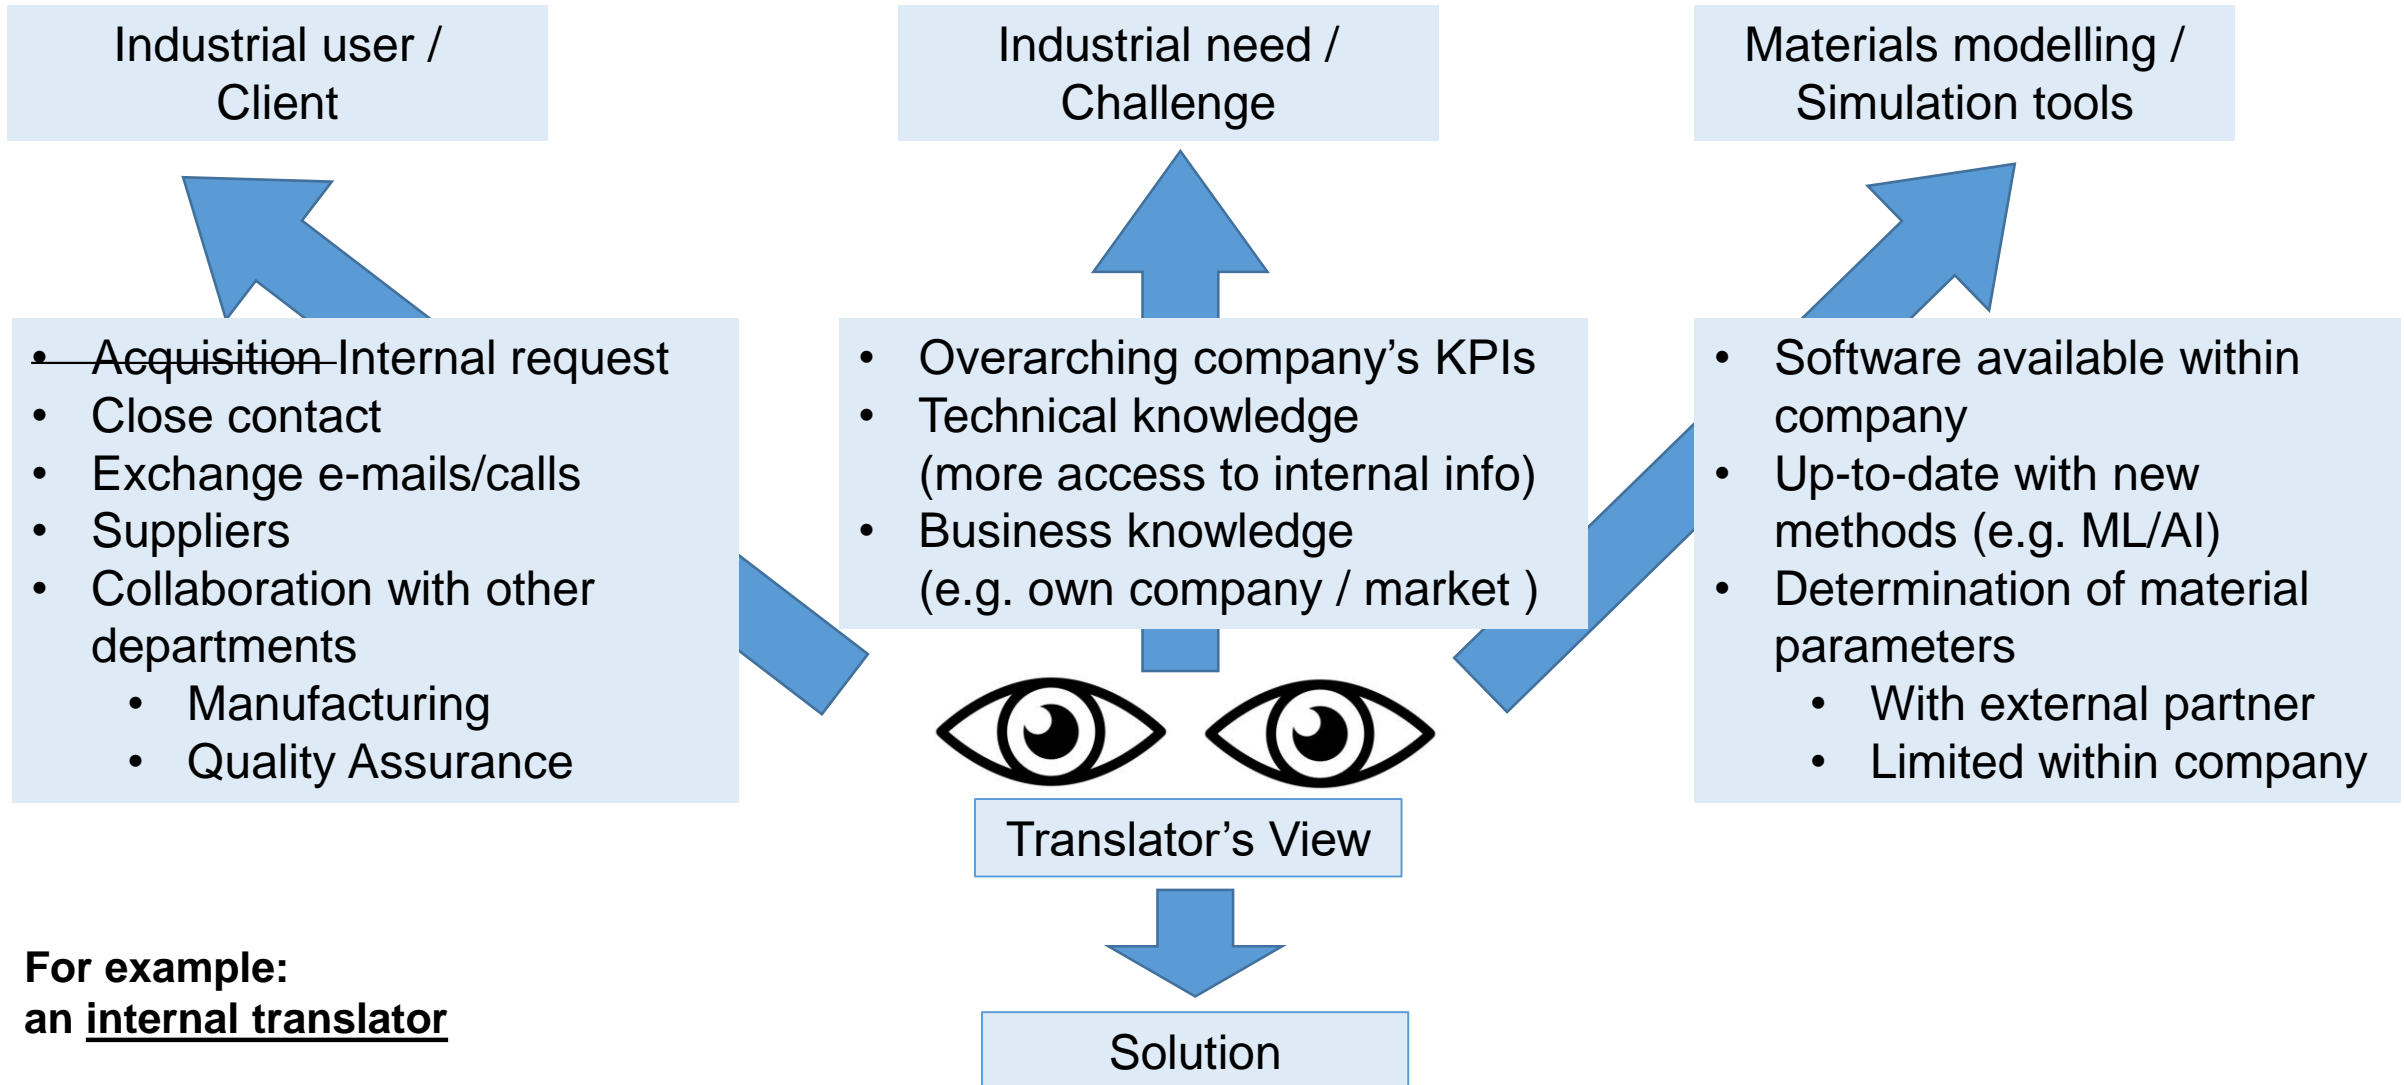 Industrial user /
Client
Industrial need /
Challenge
Materials modelling /
Simulation tools
• Acquisition Internal request
• Close contact
• Exchange e-mails/calls
• Suppliers
• Collaboration with other
departments
• Manufacturing
• Quality Assurance
• Overarching company’s KPIs
• Technical knowledge
(more access to internal info)
• Business knowledge
(e.g. own company / market )
• Software available within
company
• Up-to-date with new
methods (e.g. ML/AI)
• Determination of material
parameters
• With external partner
• Limited within company
Translator’s View
For example:
an internal translator
Solution